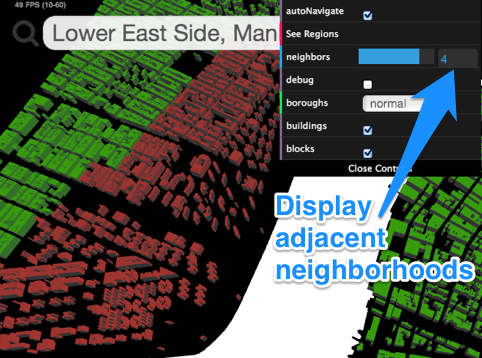 49 FPS (10-60)
autoNavigate
Lower East Side, Man
See Regions
neighbors 4
debug
boroughs normal
buildings
blocks
Close Cont
Display
adjacent
neighborhoods